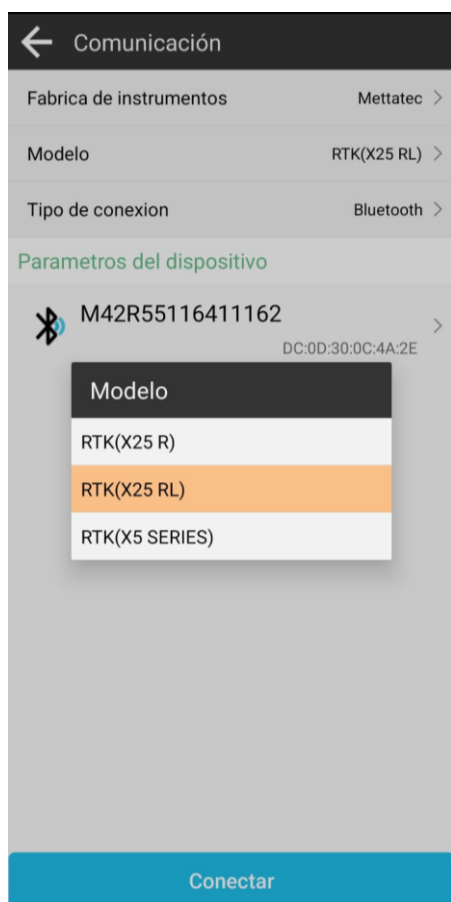 Comunicación
Fabrica de instrumentos Mettatec
Modelo RTK(X25 RL)
Tipo de conexion Bluetooth
Parametros del dispositivo
M42R55116411162
DC:0D:30:0C:4A:2E
Modelo
RTK(X25 R)
RTK(X25 RL)
RTK(X5 SERIES)
Conectar